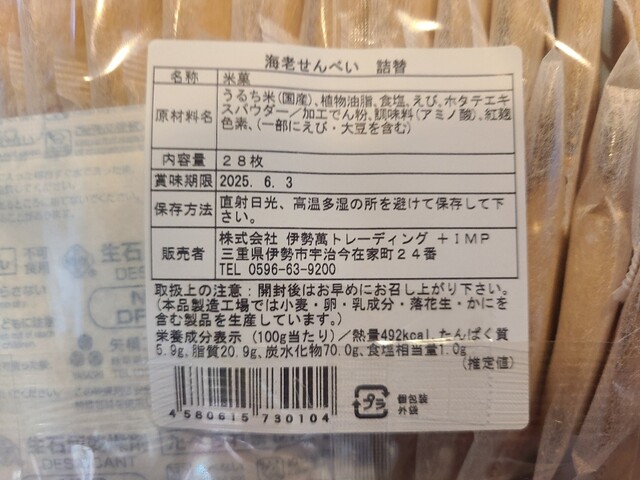 海老せんべい 詰替
名称 米菓
原材料名 うるち米(国産)、植物油脂、食塩、えび、ホタテエキ
スパウダー/加工でん粉、調味料(アミノ酸)、紅麹
色素、(一部にえび・大豆を含む)
内容量 28枚
賞味期限 2025. 6. 3
保存方法 直射日光、高温多湿の所を避けて保存して下
さい。
販売者 株式会社 伊勢萬トレーディング +IMP
三重県伊勢市宇治今在家町24番
TEL 0596-63-9200
取扱上の注意:開封後はお早めにお召し上がり下さい。
(本品製造工場では小麦・卵・乳成分・落花生・かにを
含む製品を生産しています。)
栄養成分表示 (100g当たり)/熱量492kcal、たんぱく質
5.9g、脂質20.9g、炭水化物70.0g、食塩相当量1.0g
(推定値)
4580615 730104
プラ
個包装
外袋
生石
DES
DESICCANT